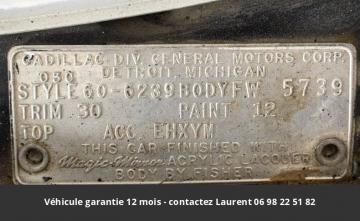 CADILLAC DIV. GENERAL MOTORS CORP.
050 DETROIT, MICHIGAN
STYLE 60-6239 BODY FW 5739
TRIM 30 PAINT 12
TOP ACC. EHXYM
THIS CAR FINISHED WITH
Magic-Mirror ACRYLIC LACQUER
BODY BY FISHER
Véhicule garantie 12 mois - contactez Laurent 06 98 22 51 82